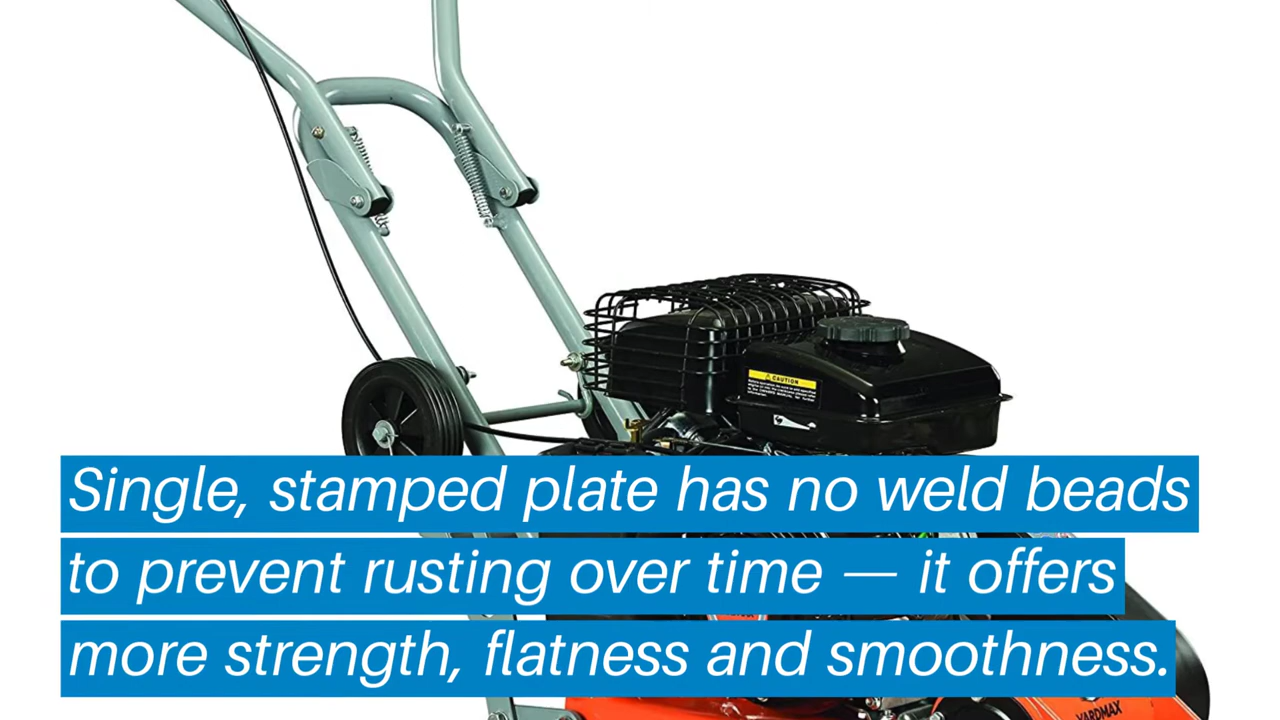 CAUTION
Single, stamped plate has no weld beads
to prevent rusting over time — it offers
more strength, flatness and smoothness.
YARDMAX